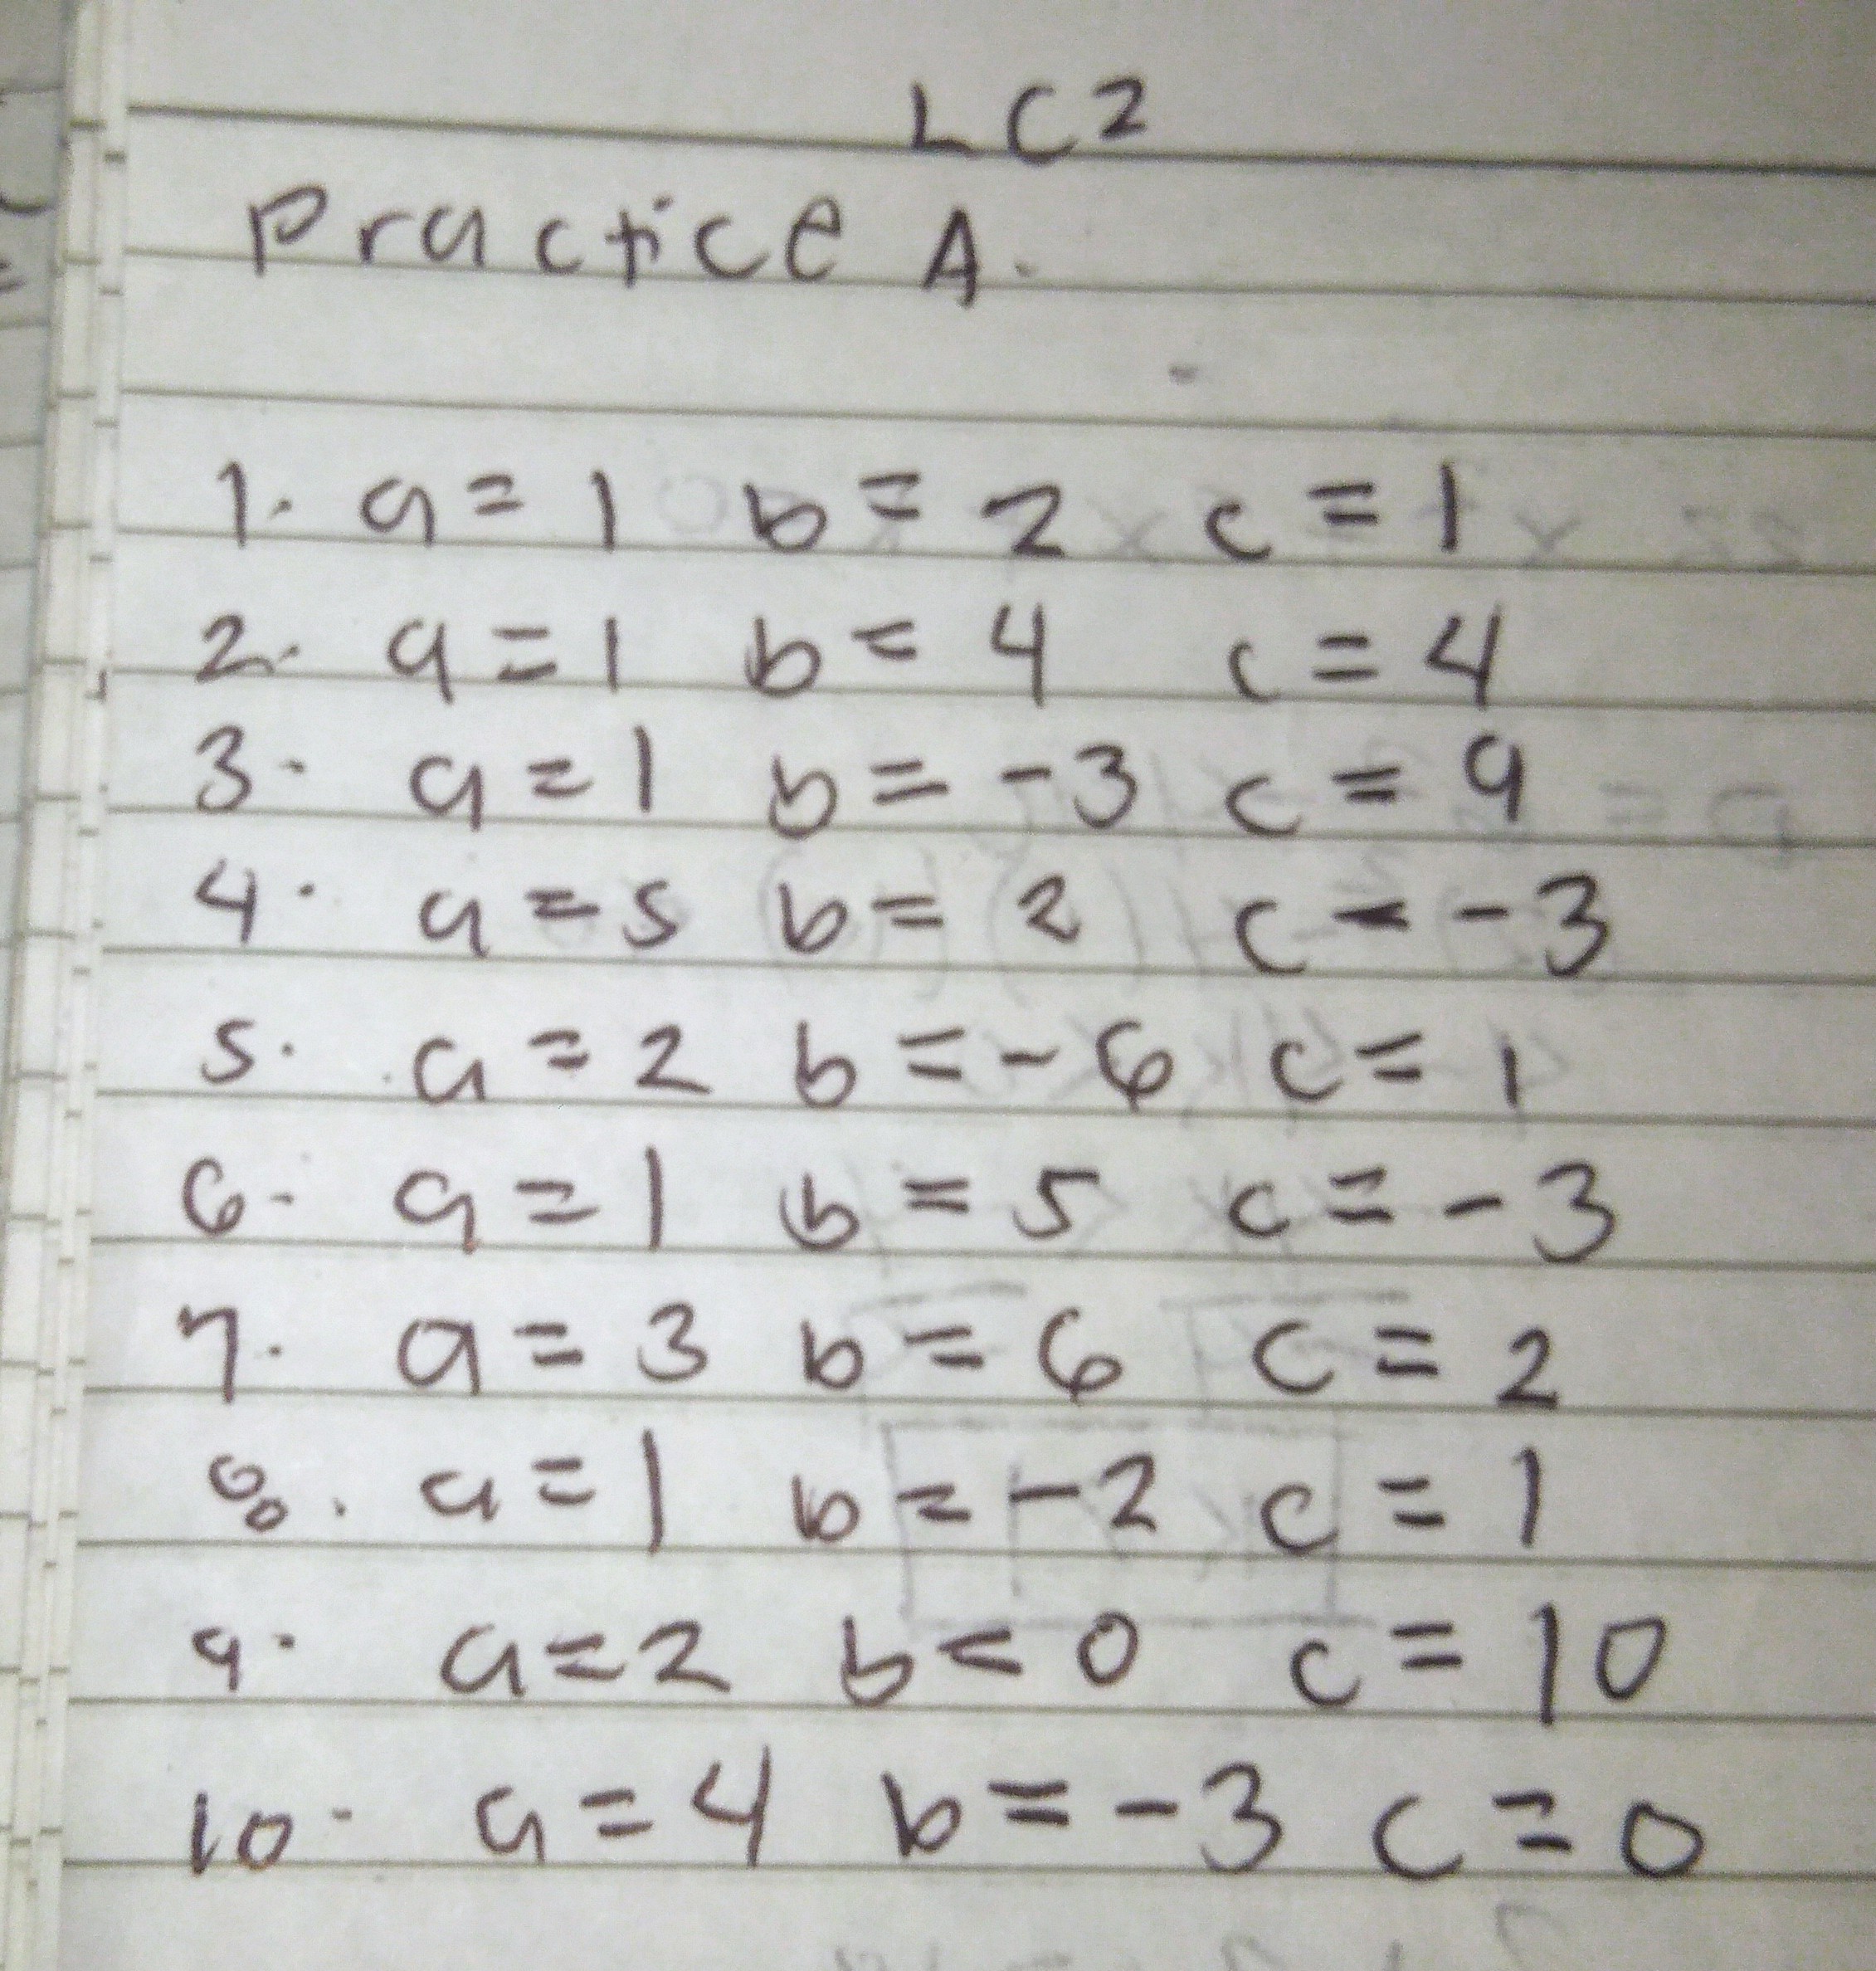 LC2
Practice A.
1. a = 1 b = 2 c = 1
2. a = 1 b = 4 c = 4
3. a = 1 b = -3 c = 9
4. a = 5 b = 2 c = -3
5. a = 2 b = -6 c = 1
6. a = 1 b = 5 c = -3
7. a = 3 b = 6 c = 2
8. a = 1 b = -2 c = 1
9. a = 2 b = 0 c = 10
10. a = 4 b = -3 c = 0